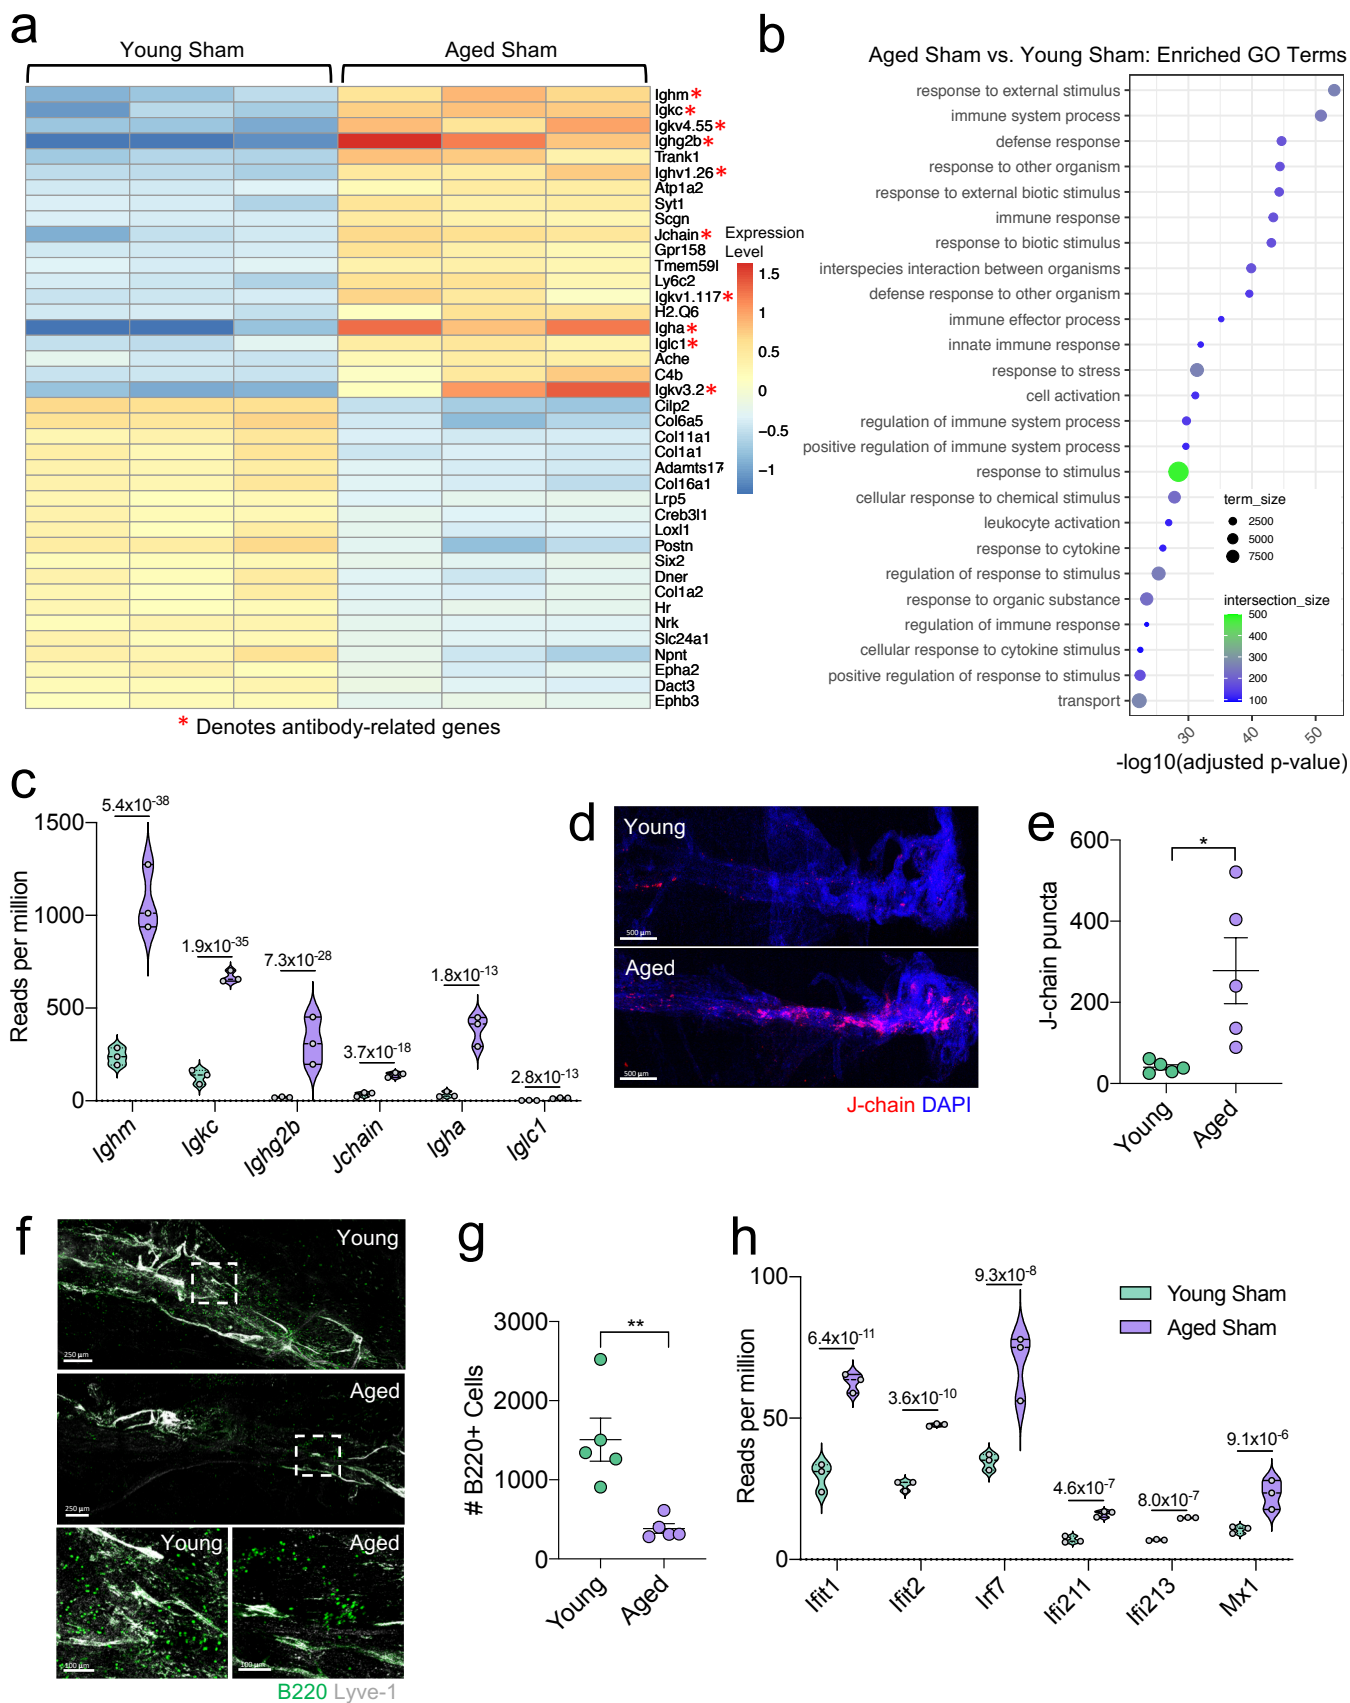 a
Young Sham
Aged Sham
Ighm*
Igkc*
Igkv4.55*
Ighg2b*
Trank1
Ighv1.26*
Atp1a2
Syt1
Scgn
Jchain*
Gpr158
Tmem59l
Ly6c2
Igkv1.117*
H2.Q6
Igha*
Iglc1*
Ache
C4b
Igkv3.2*
Cilp2
Col6a5
Col11a1
Col1a1
Adamts17
Col16a1
Lrp5
Creb3l1
Loxl1
Postn
Six2
Dner
Col1a2
Hr
Nrk
Slc24a1
Npnt
Epha2
Dact3
Ephb3
Expression
Level
1.5
1
0.5
0
−0.5
−1
* Denotes antibody-related genes
b
Aged Sham vs. Young Sham: Enriched GO Terms
response to external stimulus
immune system process
defense response
response to other organism
response to external biotic stimulus
immune response
response to biotic stimulus
interspecies interaction between organisms
defense response to other organism
immune effector process
innate immune response
response to stress
cell activation
regulation of immune system process
positive regulation of immune system process
response to stimulus
cellular response to chemical stimulus
leukocyte activation
response to cytokine
regulation of response to stimulus
response to organic substance
regulation of immune response
cellular response to cytokine stimulus
positive regulation of response to stimulus
transport
term_size
2500
5000
7500
intersection_size
500
400
300
200
100
30
40
50
-log10(adjusted p-value)
c
Reads per million
1500
1000
500
0
5.4x10-38
1.9x10-35
7.3x10-28
3.7x10-18
1.8x10-13
2.8x10-13
Ighm
Igkc
Ighg2b
Jchain
Igha
Iglc1
d
Young
500 µm
Aged
500 µm
J-chain DAPI
e
J-chain puncta
600
400
200
0
*
Young
Aged
f
Young
250 µm
Aged
250 µm
Young
100 µm
Aged
100 µm
B220 Lyve-1
g
# B220+ Cells
3000
2000
1000
0
**
Young
Aged
h
Reads per million
100
50
0
6.4x10-11
3.6x10-10
9.3x10-8
4.6x10-7
8.0x10-7
9.1x10-6
Ifit1
Ifit2
Irf7
Ifi211
Ifi213
Mx1
Young Sham
Aged Sham